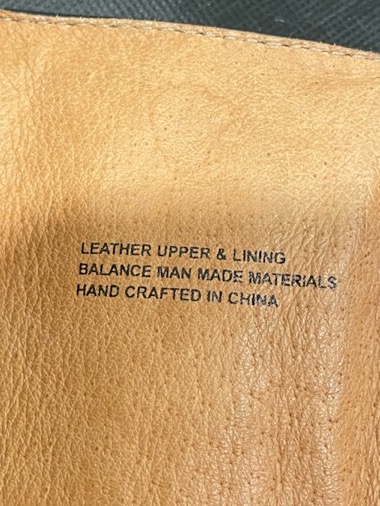 LEATHER UPPER & LINING
BALANCE MAN MADE MATERIALS
HAND CRAFTED IN CHINA